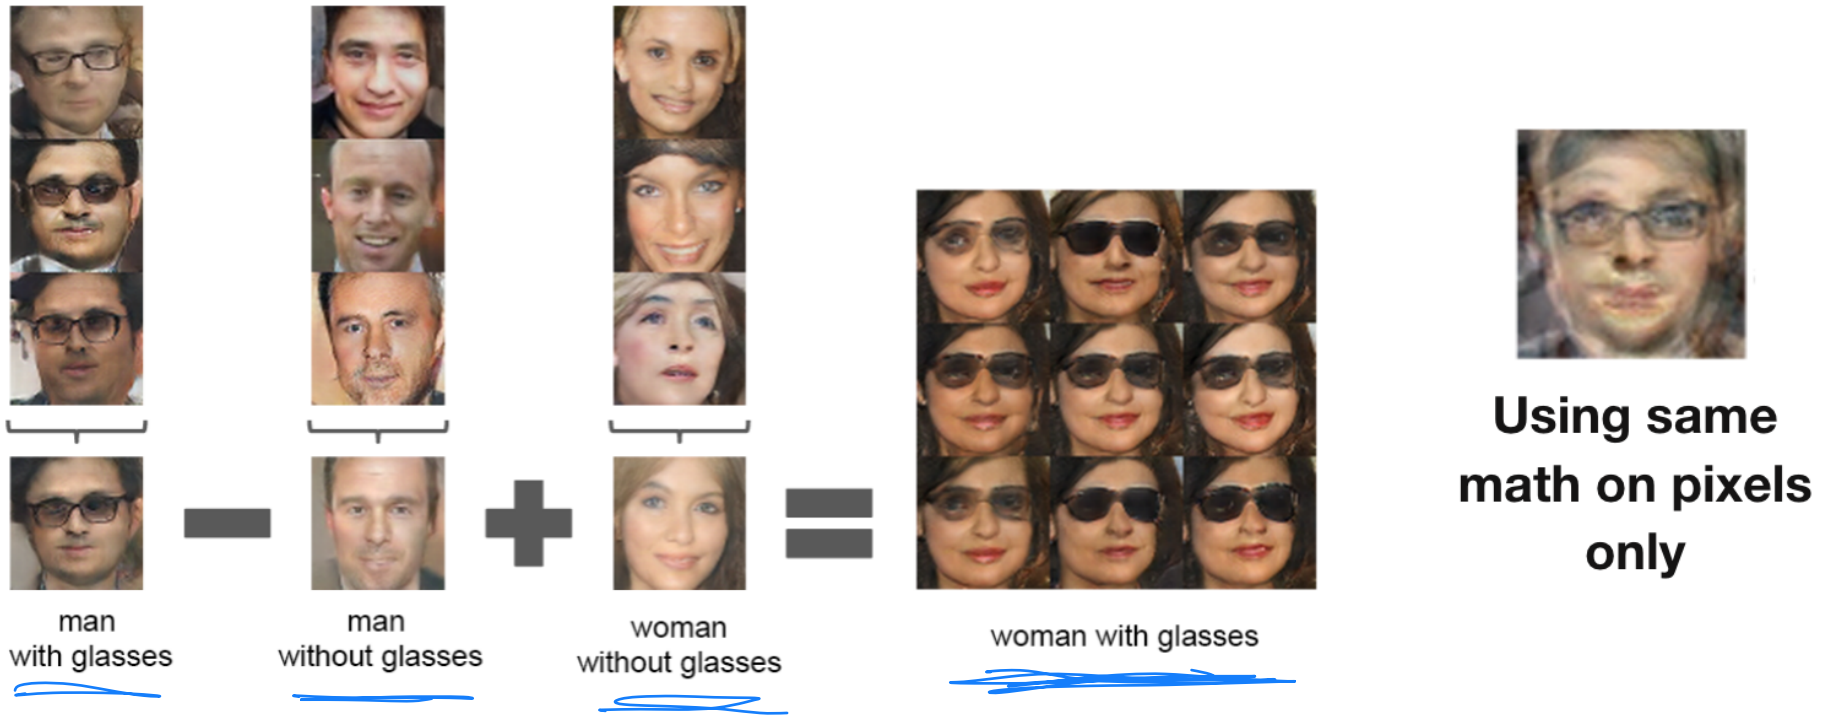 man
with glasses
man
without glasses
woman
without glasses
woman with glasses
Using same
math on pixels
only